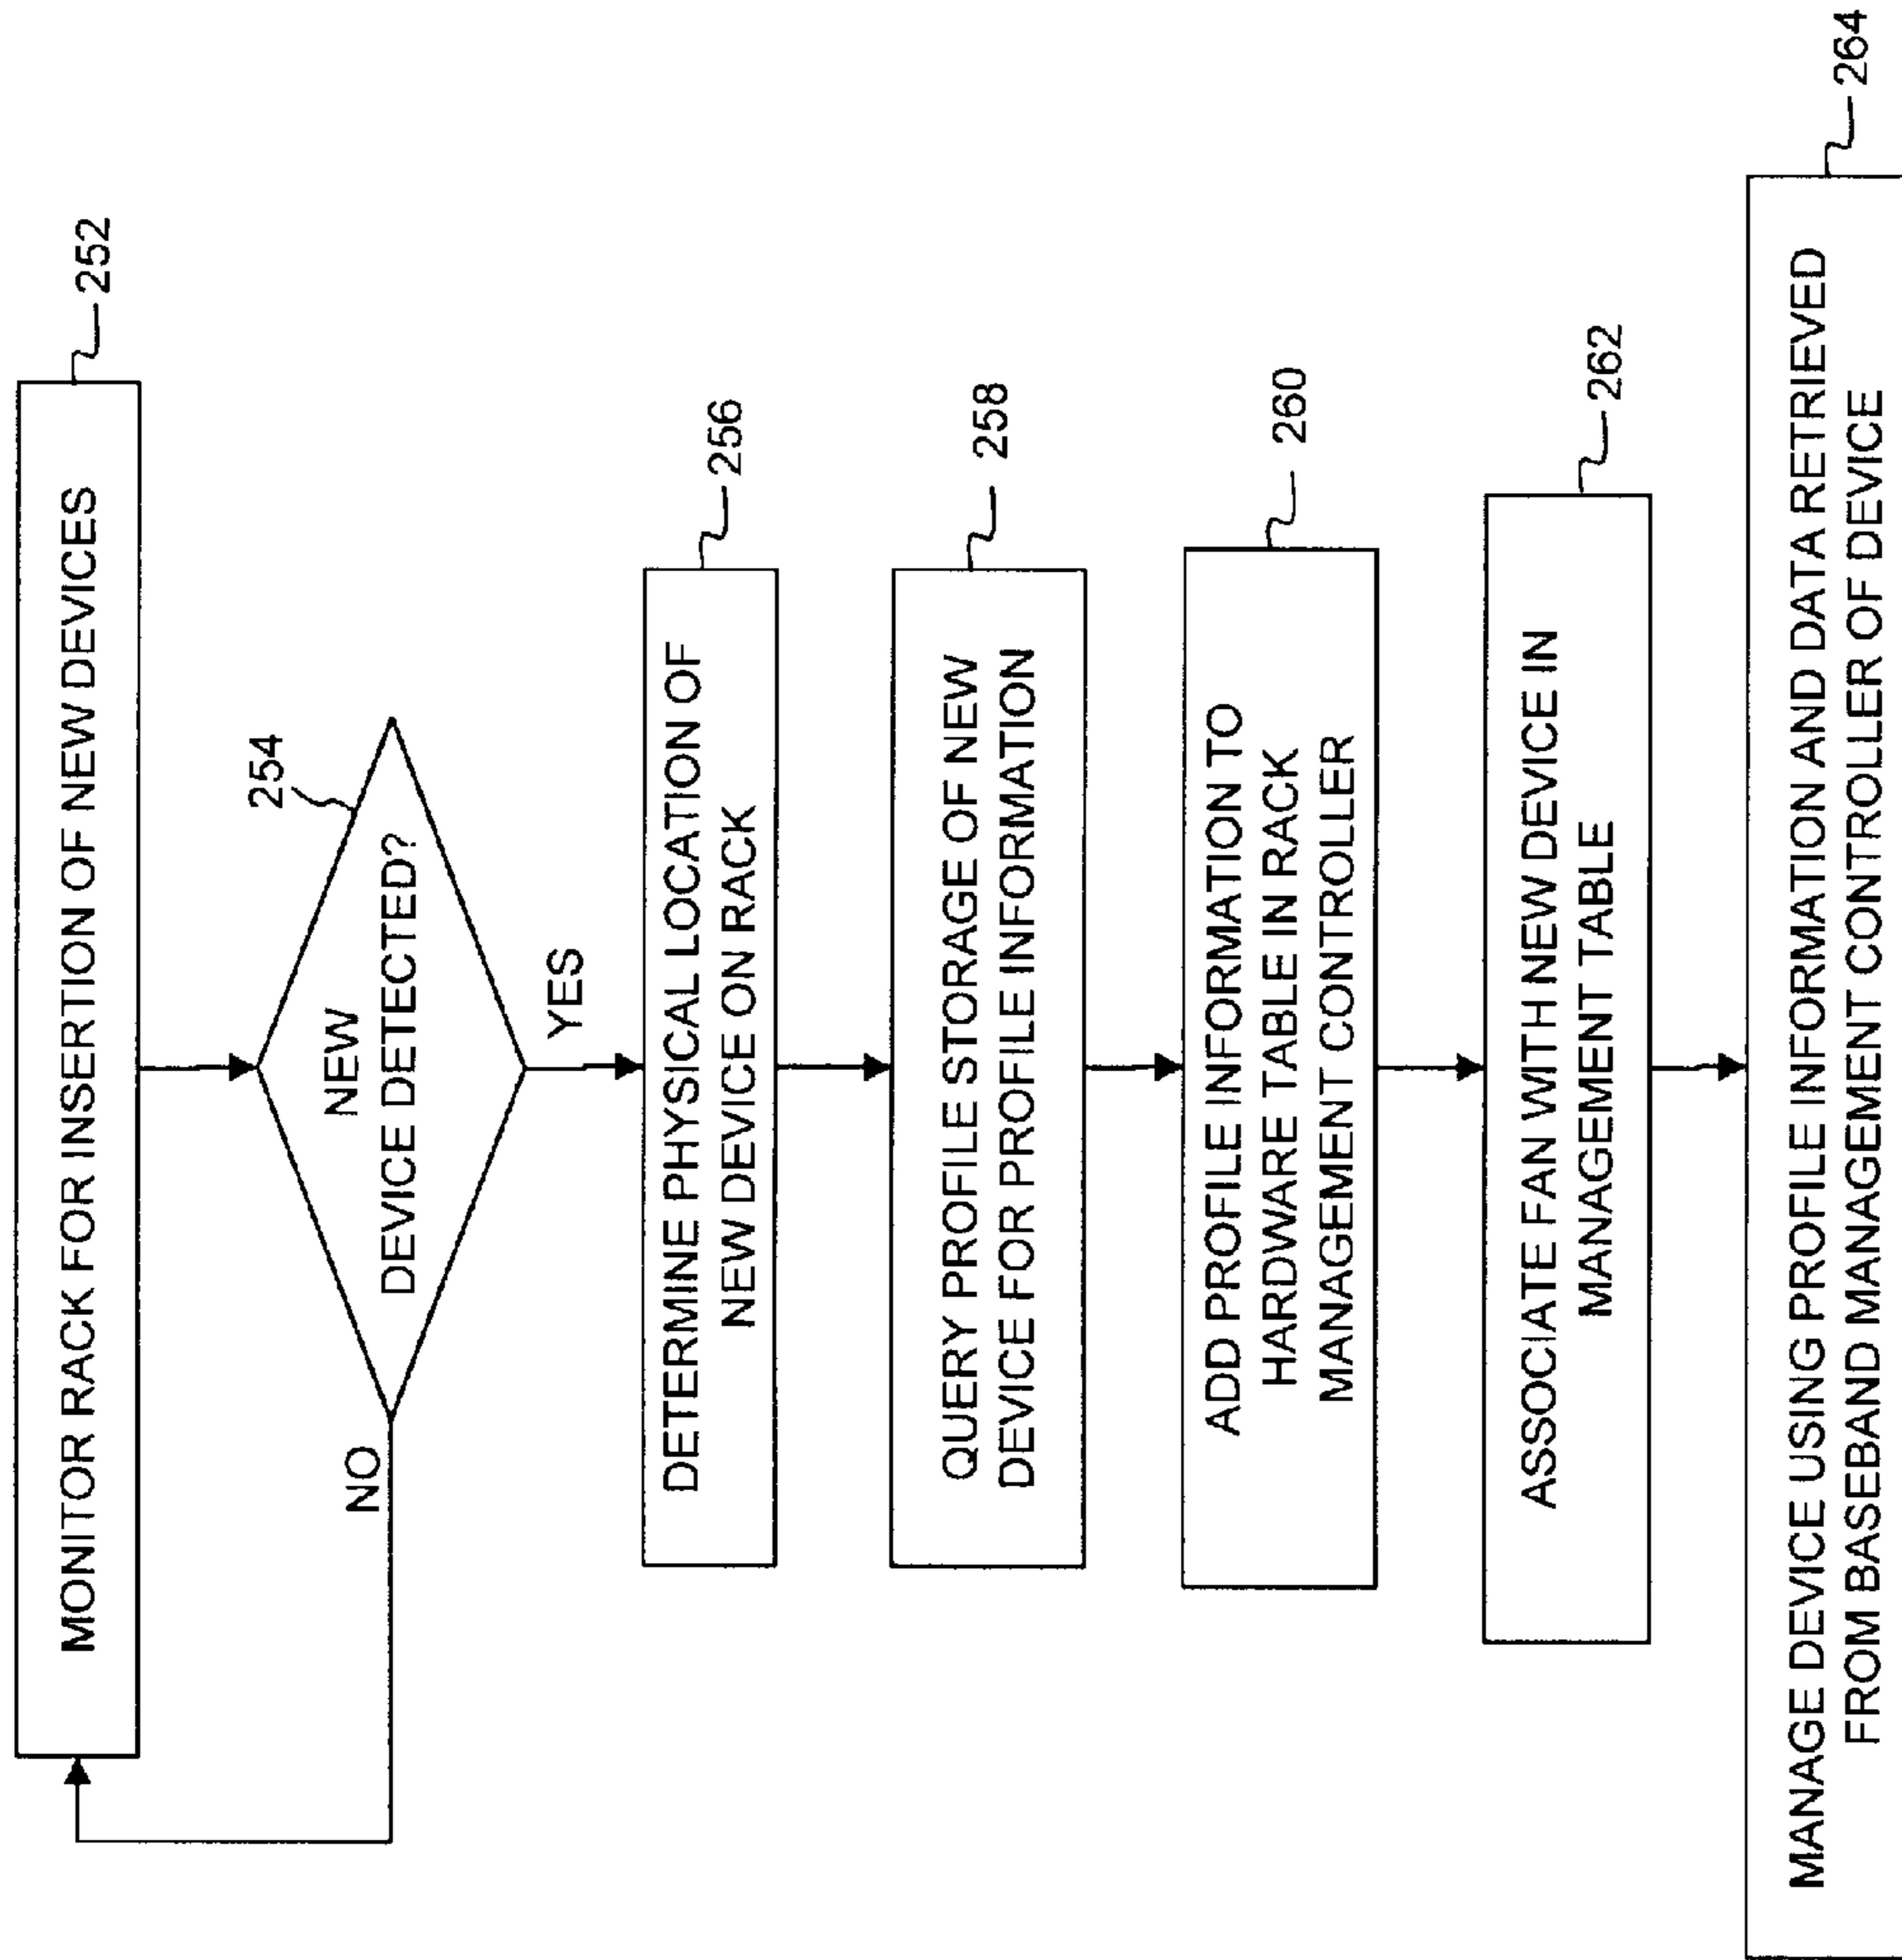 MONITOR RACK FOR INSERTION OF NEW DEVICES
252
254
NEW
DEVICE DETECTED?
NO
YES
DETERMINE PHYSICAL LOCATION OF
NEW DEVICE ON RACK
256
QUERY PROFILE STORAGE OF NEW
DEVICE FOR PROFILE INFORMATION
258
ADD PROFILE INFORMATION TO
HARDWARE TABLE IN RACK
MANAGEMENT CONTROLLER
260
ASSOCIATE FAN WITH NEW DEVICE IN
MANAGEMENT TABLE
262
MANAGE DEVICE USING PROFILE INFORMATION AND DATA RETRIEVED
FROM BASEBAND MANAGEMENT CONTROLLER OF DEVICE
264